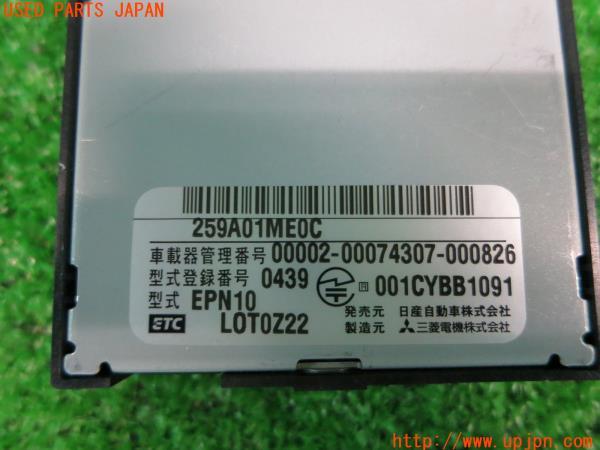 USED PARTS JAPAN
259A01ME0C
車載器管理番号 00002-00074307-000826
型式登録番号 0439 R 001CYBB1091
型式 EPN10 発売元 日産自動車株式会社
ETC LOT0Z22 製造元 三菱電機株式会社
http://www.upjpn.com/